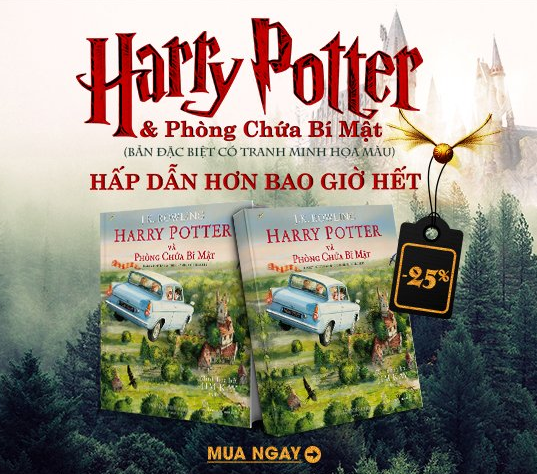 Harry Potter
& Phòng Chứa Bí Mật
(BẢN ĐẶC BIỆT CÓ TRANH MINH HỌA MÀU)
HẤP DẪN HƠN BAO GIỜ HẾT
J.K. ROWLING
HARRY POTTER
VÀ
PHÒNG CHỨA BÍ MẬT
J.K. ROWLING
HARRY POTTER
VÀ
PHÒNG CHỨA BÍ MẬT
-25%
MUA NGAY